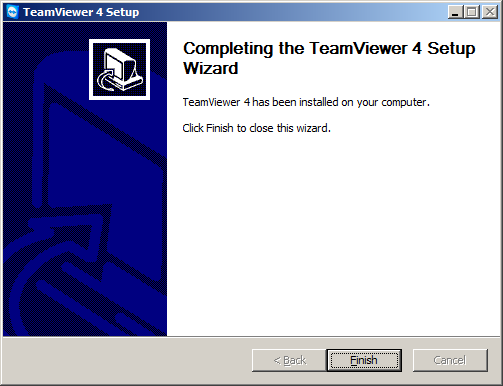 TeamViewer 4 Setup
Completing the TeamViewer 4 Setup
Wizard
TeamViewer 4 has been installed on your computer.
Click Finish to close this wizard.
< Back
Finish
Cancel